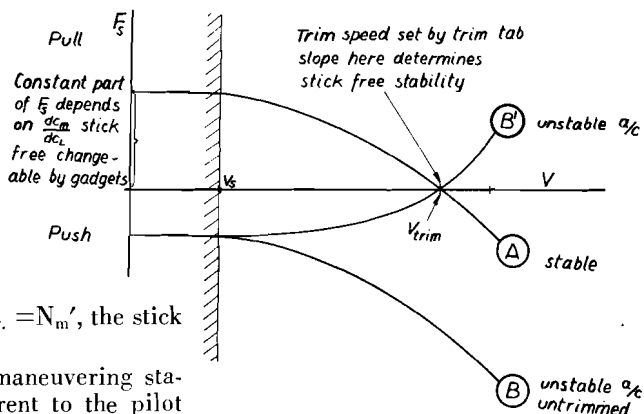 F_s
Pull
Trim speed set by trim tab
slope here determines
stick free stability
Constant part
of F_s depends
on dc_m/dc_L stick
free change-
able by gadgets
B'
unstable a/c
V_s
V
V_trim
Push
A
stable
=N_m', the stick
maneuvering sta-
rent to the pilot
B
unstable a/c
untrimmed